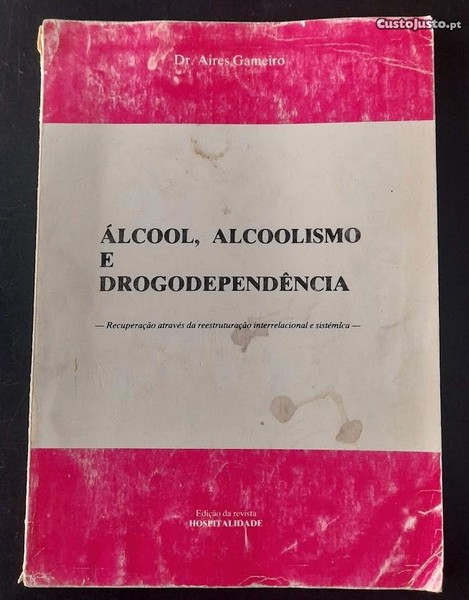 CustoJusto.pt
Dr. Aires Gameiro
ÁLCOOL, ALCOOLISMO
E
DROGODEPENDÊNCIA
— Recuperação através da reestruturação interrelacional e sistémica —
Edição da revista
HOSPITALIDADE